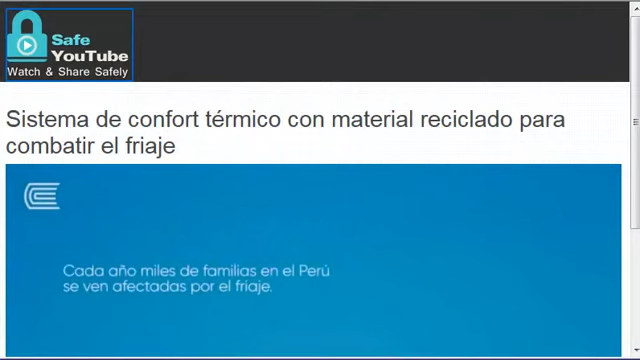 Safe
YouTube
Watch & Share Safely
Sistema de confort térmico con material reciclado para
combatir el friaje
Cada año miles de familias en el Perú
se ven afectadas por el friaje.